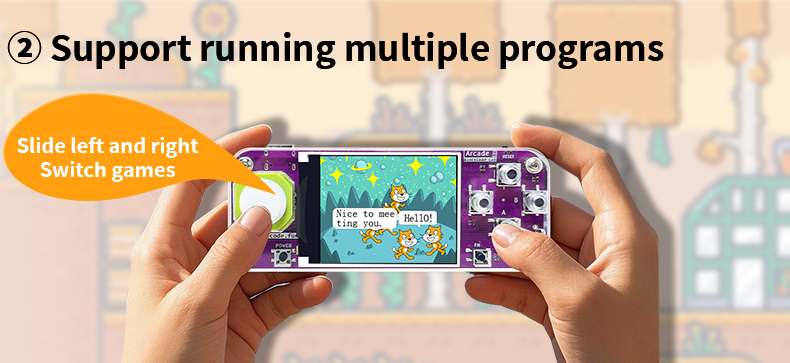 ② Support running multiple programs
Slide left and right
Switch games
Arcade
RESET
Nice to mee
ting you.
Hello!
B
A
POWER
FN